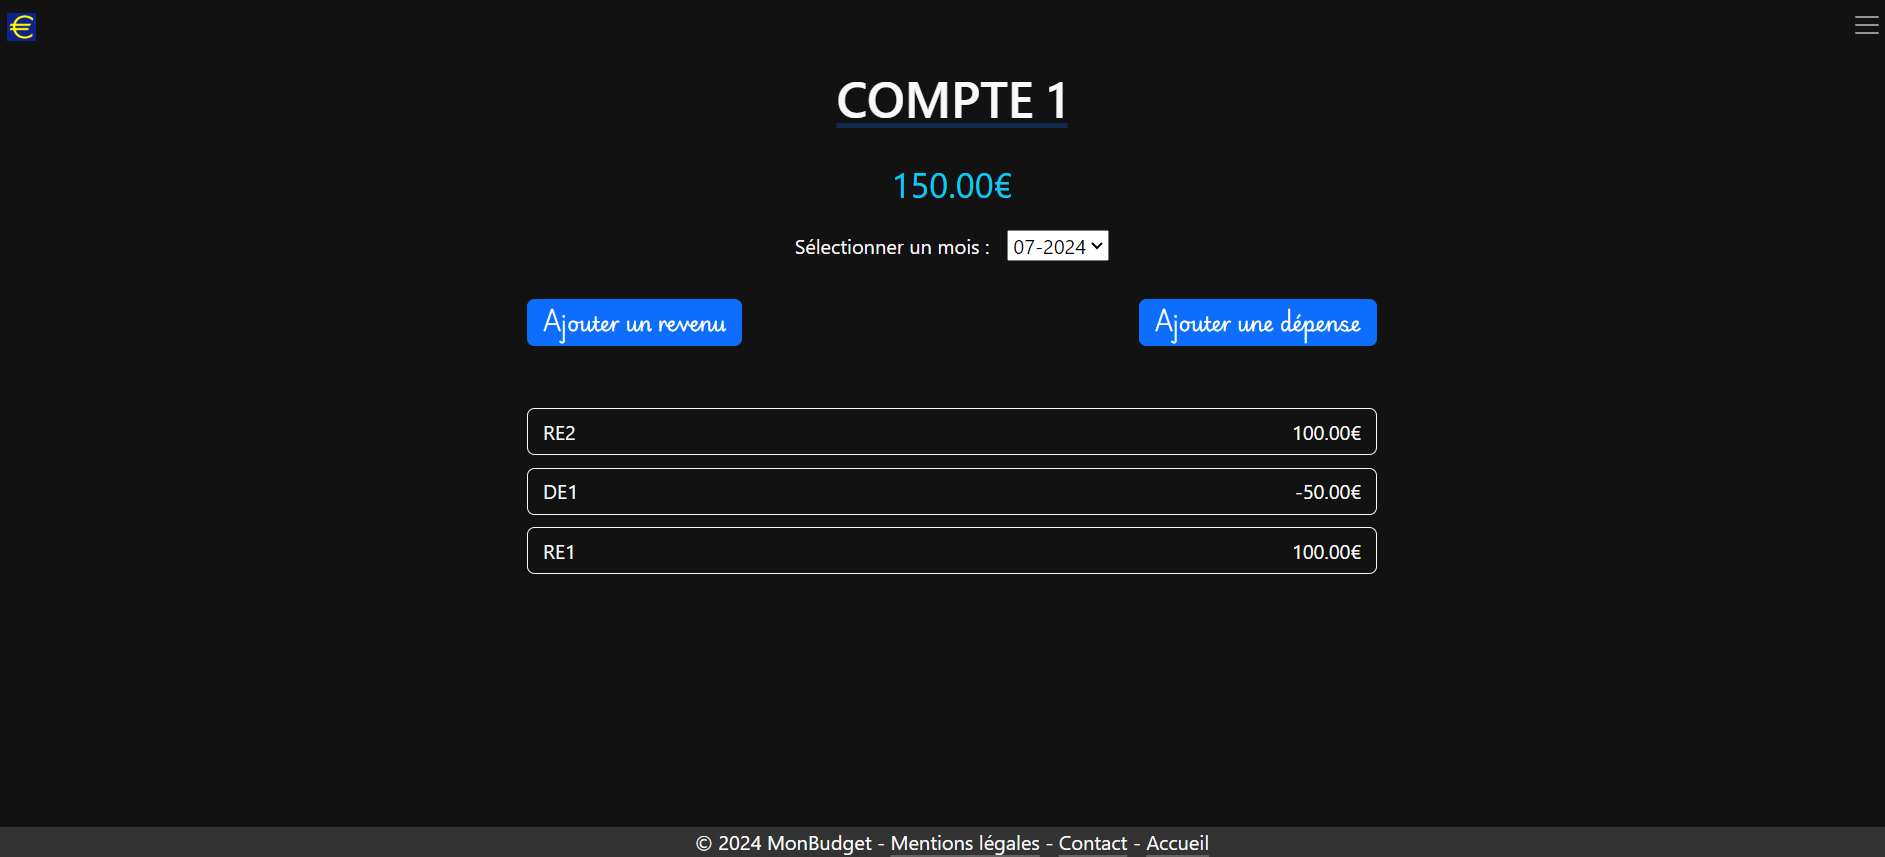 €
COMPTE 1
150.00€
Sélectionner un mois : 07-2024
Ajouter un revenu Ajouter une dépense
RE2 100.00€
DE1 -50.00€
RE1 100.00€
© 2024 MonBudget - Mentions légales - Contact - Accueil